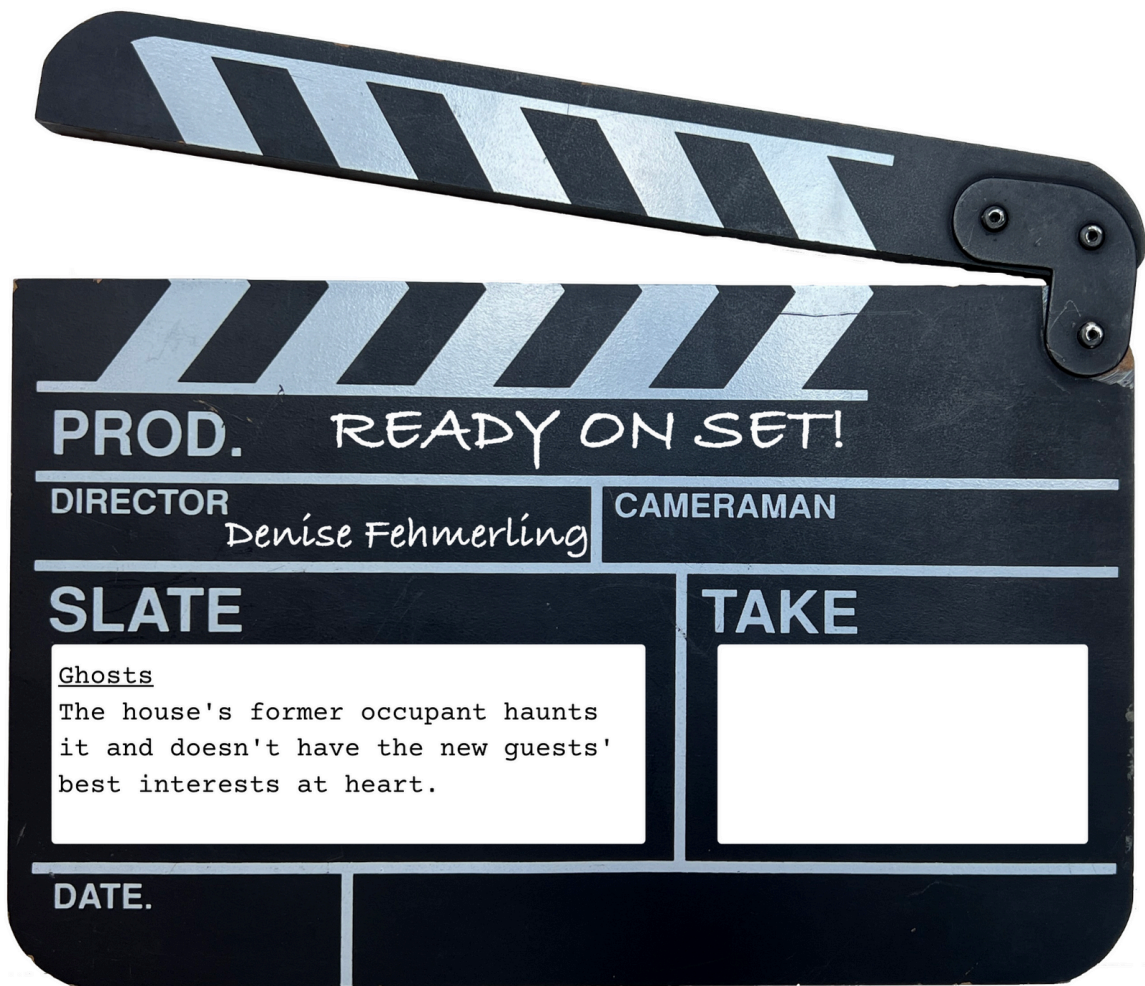 PROD. READY ON SET!
DIRECTOR Denise Fehmerling
CAMERAMAN
SLATE
Ghosts
The house's former occupant haunts
it and doesn't have the new guests'
best interests at heart.
TAKE
DATE.